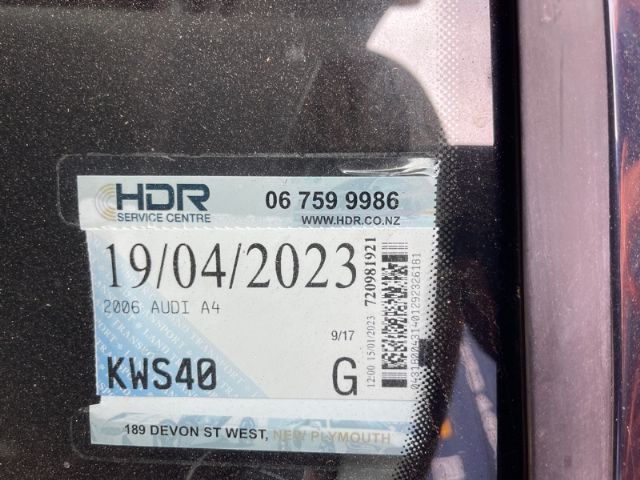 HDR
SERVICE CENTRE
06 759 9986
WWW.HDR.CO.NZ
19/04/2023
2006 AUDI A4
9/17
KWS40
G
12:00 15/01/2023 720981921
189 DEVON ST WEST, NEW PLYMOUTH